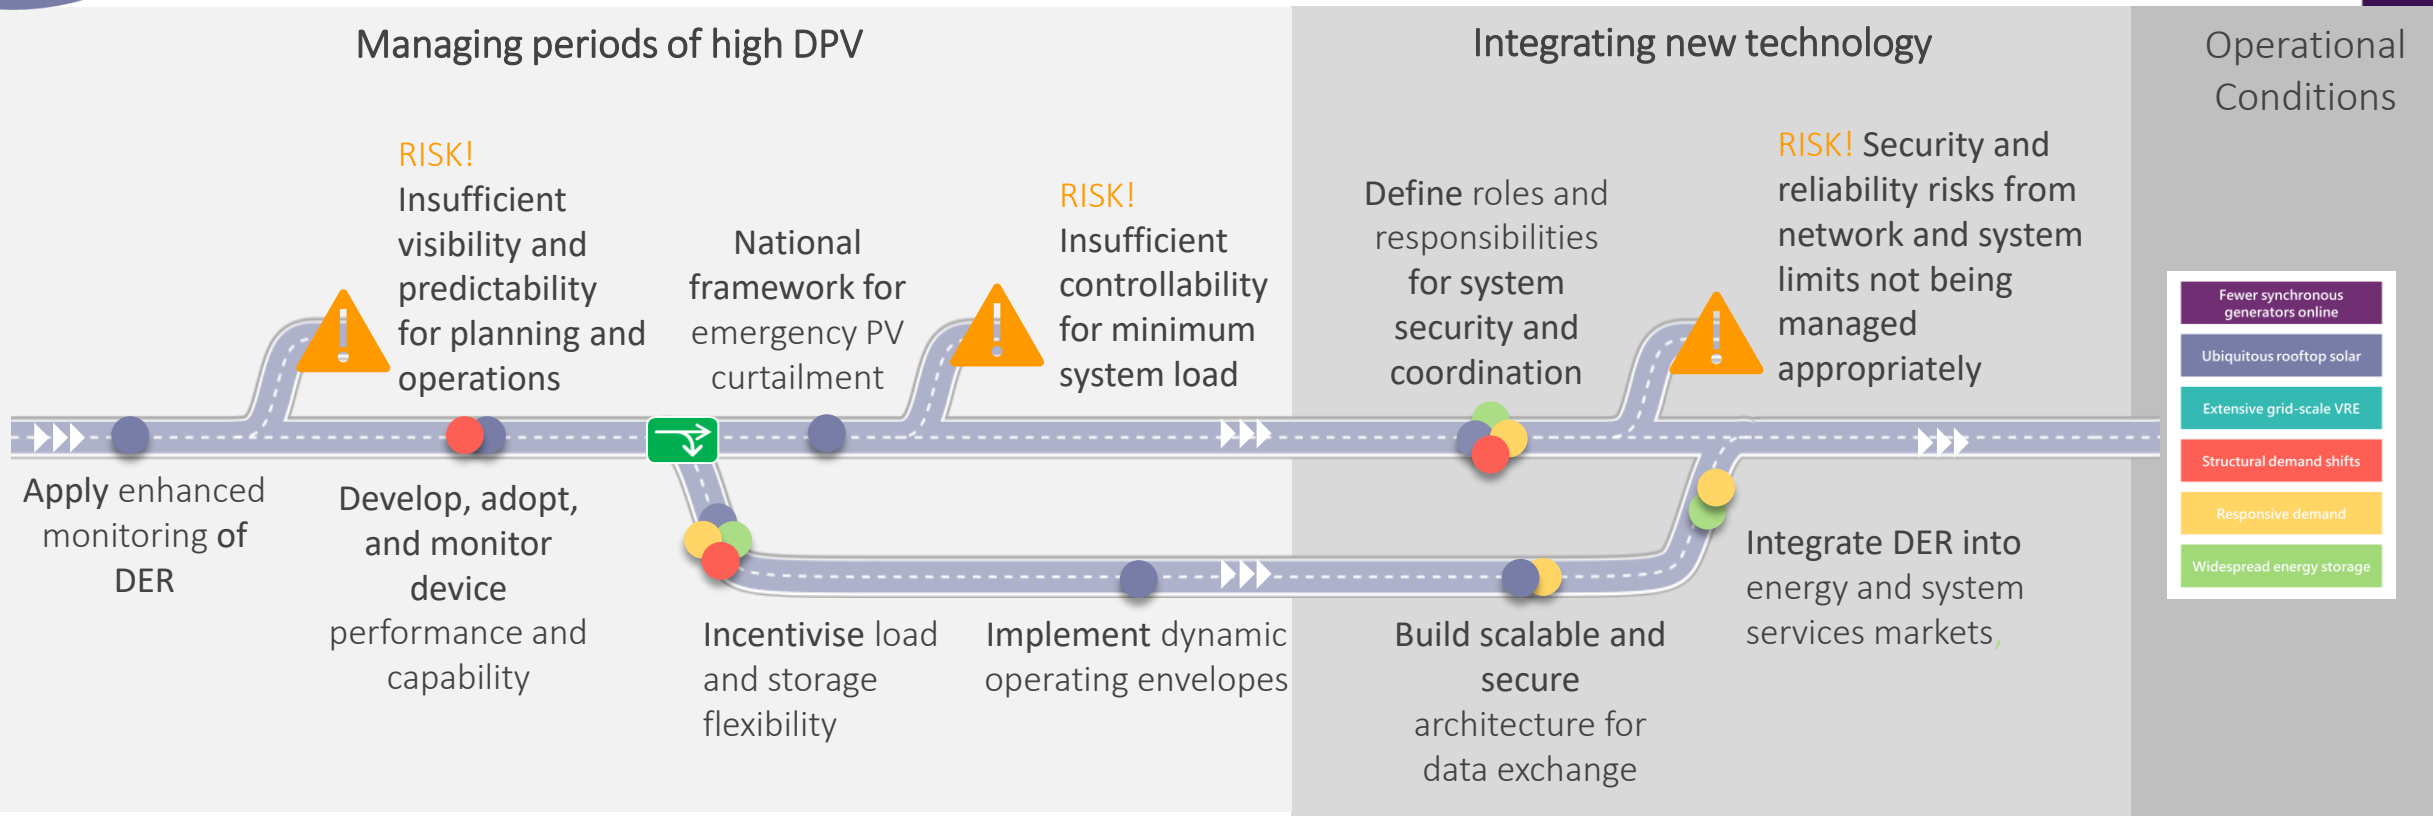 Managing periods of high DPV
Integrating new technology
Operational
Conditions
RISK!
Insufficient
visibility and
predictability
for planning and
operations
National
framework for
emergency PV
curtailment
RISK!
Insufficient
controllability
for minimum
system load
Define roles and
responsibilities
for system
security and
coordination
RISK! Security and
reliability risks from
network and system
limits not being
managed
appropriately
Fewer synchronous
generators online
Ubiquitous rooftop solar
Extensive grid-scale VRE
Structural demand shifts
Responsive demand
Widespread energy storage
Apply enhanced
monitoring of
DER
Develop, adopt,
and monitor
device
performance and
capability
Incentivise load
and storage
flexibility
Implement dynamic
operating envelopes
Build scalable and
secure
architecture for
data exchange
Integrate DER into
energy and system
services markets,